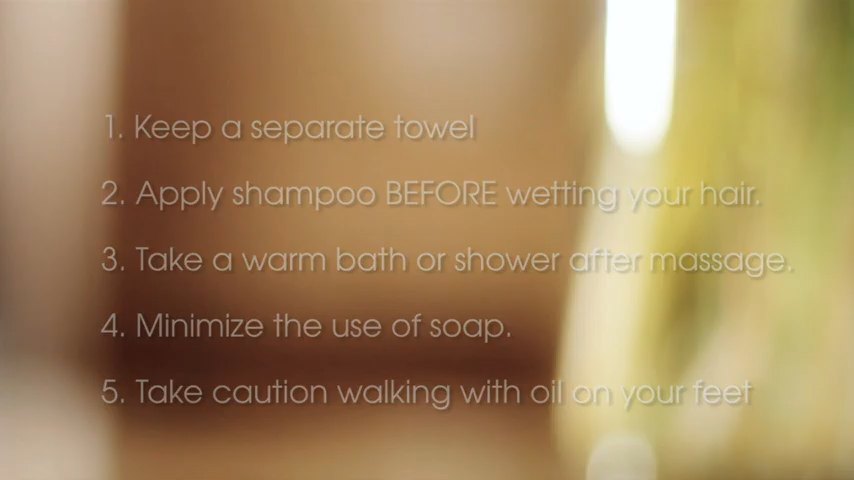 1. Keep a separate towel
2. Apply shampoo BEFORE wetting your hair.
3. Take a warm bath or shower after massage.
4. Minimize the use of soap.
5. Take caution walking with oil on your feet